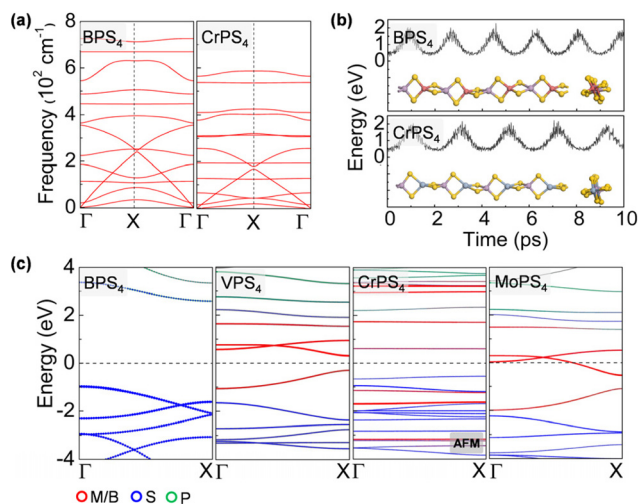 (a)
BPS₄
CrPS₄
Frequency (10² cm⁻¹)
8
6
4
2
0
Γ
X
Γ
Γ
X
Γ
(b)
BPS₄
CrPS₄
Energy (eV)
2
1
0
2
1
0
0
2
4
6
8
10
Time (ps)
(c)
BPS₄
VPS₄
CrPS₄
MoPS₄
Energy (eV)
4
2
0
-2
-4
AFM
Γ
X
Γ
X
Γ
X
Γ
X
M/B
S
P